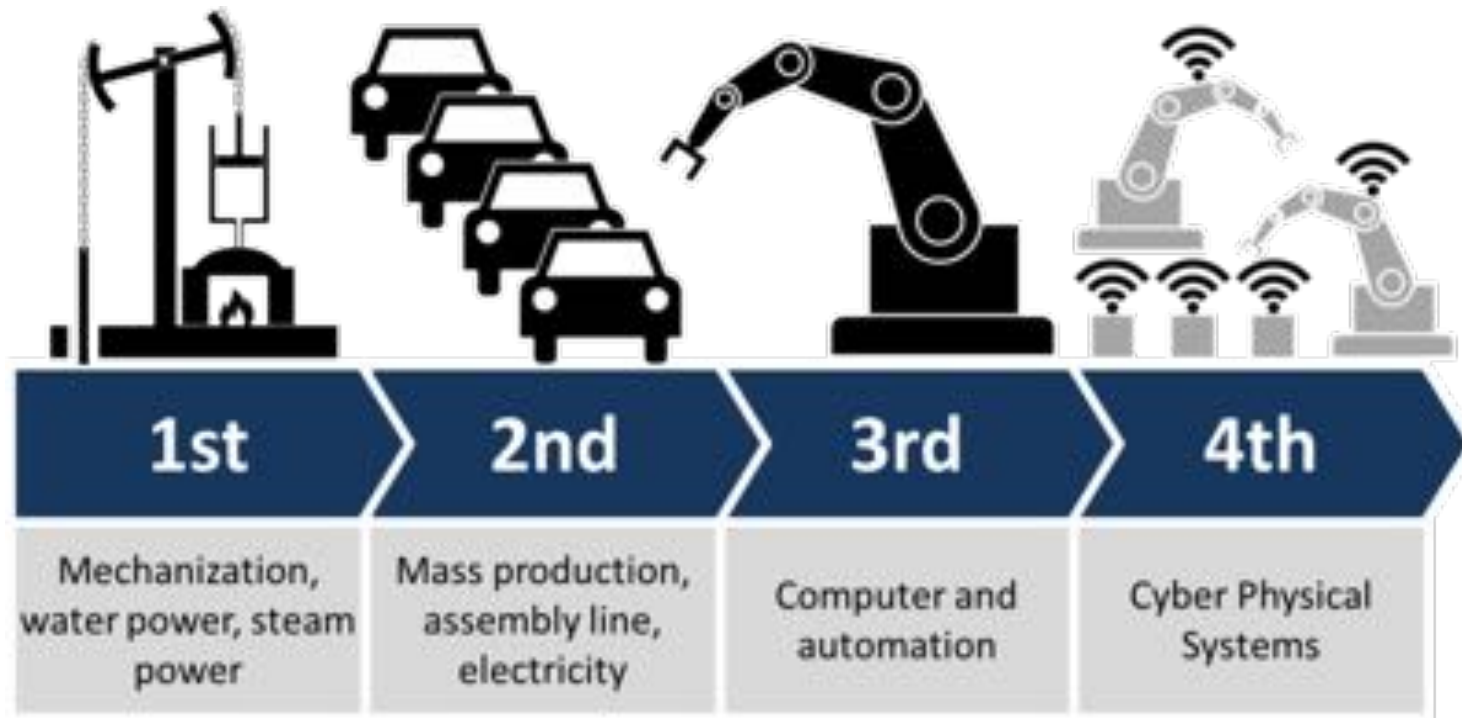 1st
2nd
3rd
4th
Mechanization,
water power, steam
power
Mass production,
assembly line,
electricity
Computer and
automation
Cyber Physical
Systems